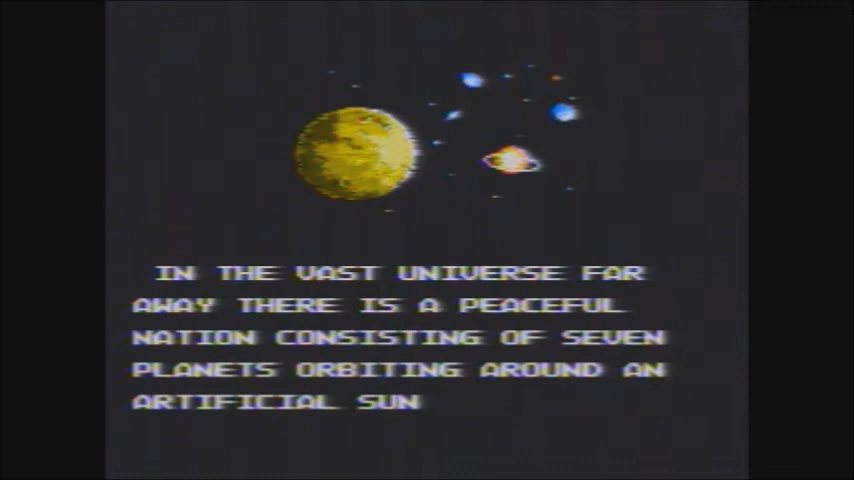 IN THE VAST UNIVERSE FAR
AWAY THERE IS A PEACEFUL
NATION CONSISTING OF SEVEN
PLANETS ORBITING AROUND AN
ARTIFICIAL SUN